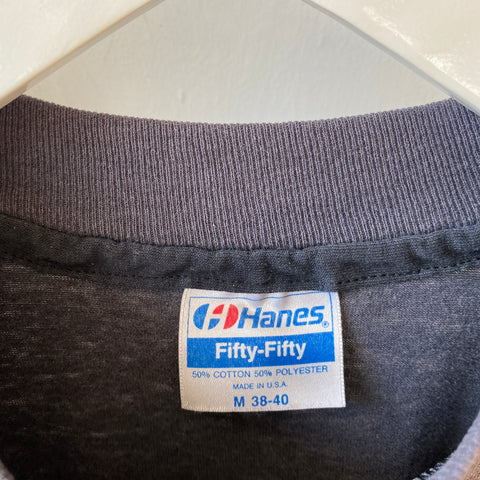 Hanes®
Fifty-Fifty
50% COTTON 50% POLYESTER
MADE IN U.S.A
M 38-40